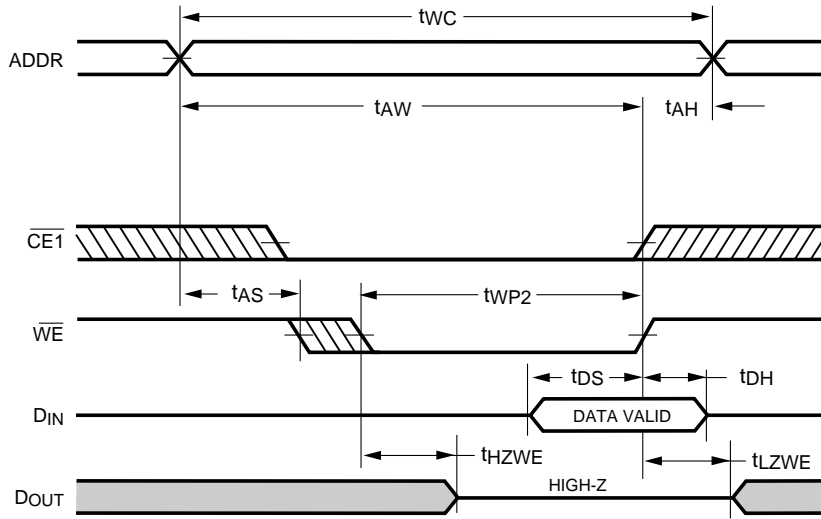 tWC
ADDR
tAW
tAH
CE1
tAS
tWP2
WE
tDS
tDH
DIN
DATA VALID
tHZWE
tLZWE
DOUT
HIGH-Z